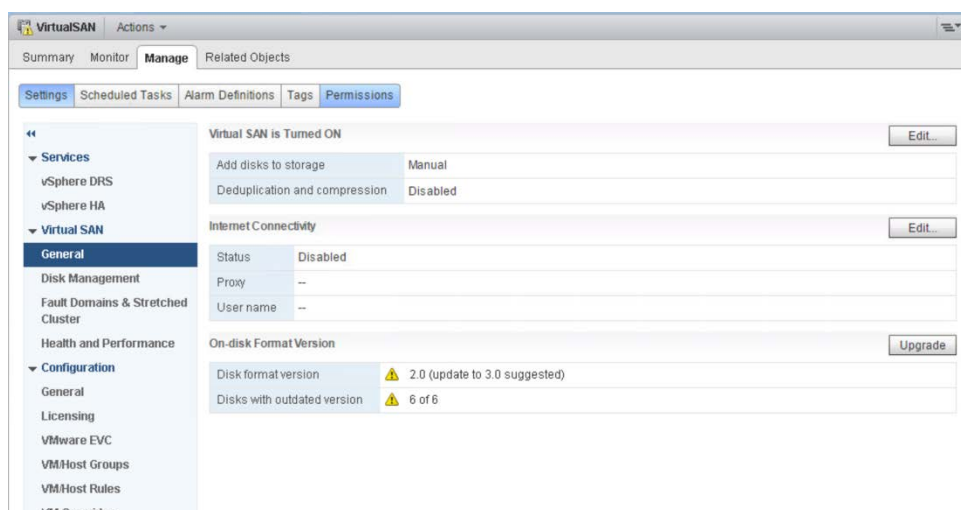 VirtualSAN Actions
Summary Monitor Manage Related Objects
Settings Scheduled Tasks Alarm Definitions Tags Permissions
Services
vSphere DRS
vSphere HA
Virtual SAN
General
Disk Management
Fault Domains & Stretched
Cluster
Health and Performance
Configuration
General
Licensing
VMware EVC
VM/Host Groups
VM/Host Rules
Virtual SAN is Turned ON Edit...
Add disks to storage Manual
Deduplication and compression Disabled
Internet Connectivity Edit...
Status Disabled
Proxy --
User name --
On-disk Format Version Upgrade
Disk format version 2.0 (update to 3.0 suggested)
Disks with outdated version 6 of 6